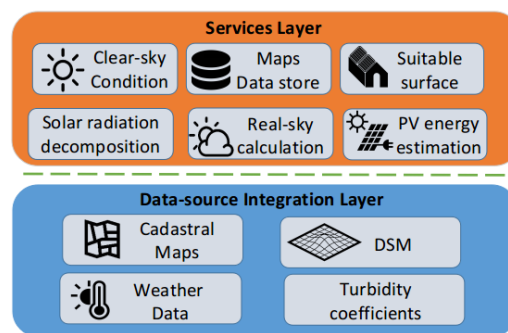 Services Layer
Clear-sky
Condition
Maps
Data store
Suitable
surface
Solar radiation
decomposition
Real-sky
calculation
PV energy
estimation
Data-source Integration Layer
Cadastral
Maps
DSM
Weather
Data
Turbidity
coefficients